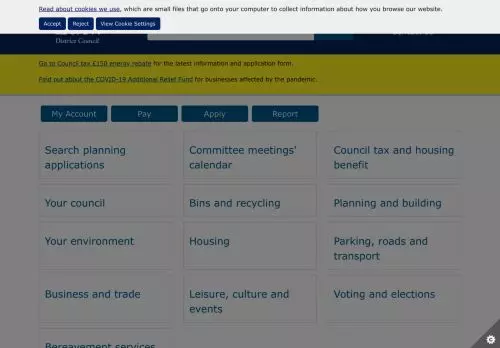 Read about cookies we use, which are small files that go onto your computer to collect information about how you browse our website.
Accept Reject View Cookie Settings
District Council
Go to Council tax £150 energy rebate for the latest information and application form.
Find out about the COVID-19 Additional Relief Fund for businesses affected by the pandemic.
My Account Pay Apply Report
Search planning applications
Committee meetings' calendar
Council tax and housing benefit
Your council
Bins and recycling
Planning and building
Your environment
Housing
Parking, roads and transport
Business and trade
Leisure, culture and events
Voting and elections
Bereavement services